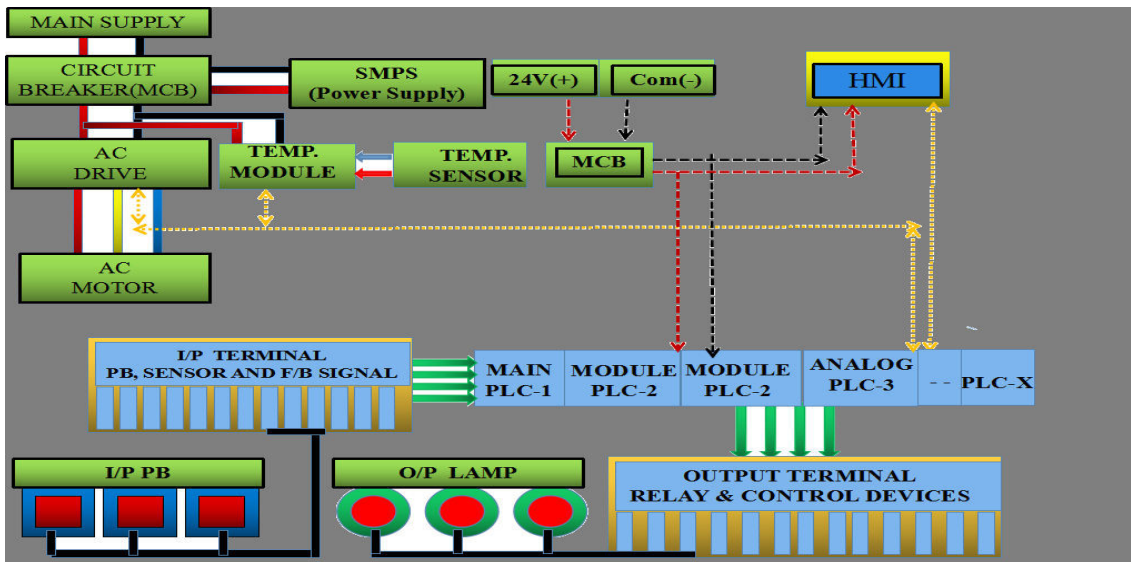 MAIN SUPPLY
CIRCUIT
BREAKER(MCB)
SMPS
(Power Supply)
24V(+)
Com(-)
HMI
AC
DRIVE
TEMP.
MODULE
TEMP.
SENSOR
MCB
AC
MOTOR
I/P TERMINAL
PB, SENSOR AND F/B SIGNAL
MAIN
PLC-1
MODULE
PLC-2
MODULE
PLC-2
ANALOG
PLC-3
- -
PLC-X
I/P PB
O/P LAMP
OUTPUT TERMINAL
RELAY & CONTROL DEVICES